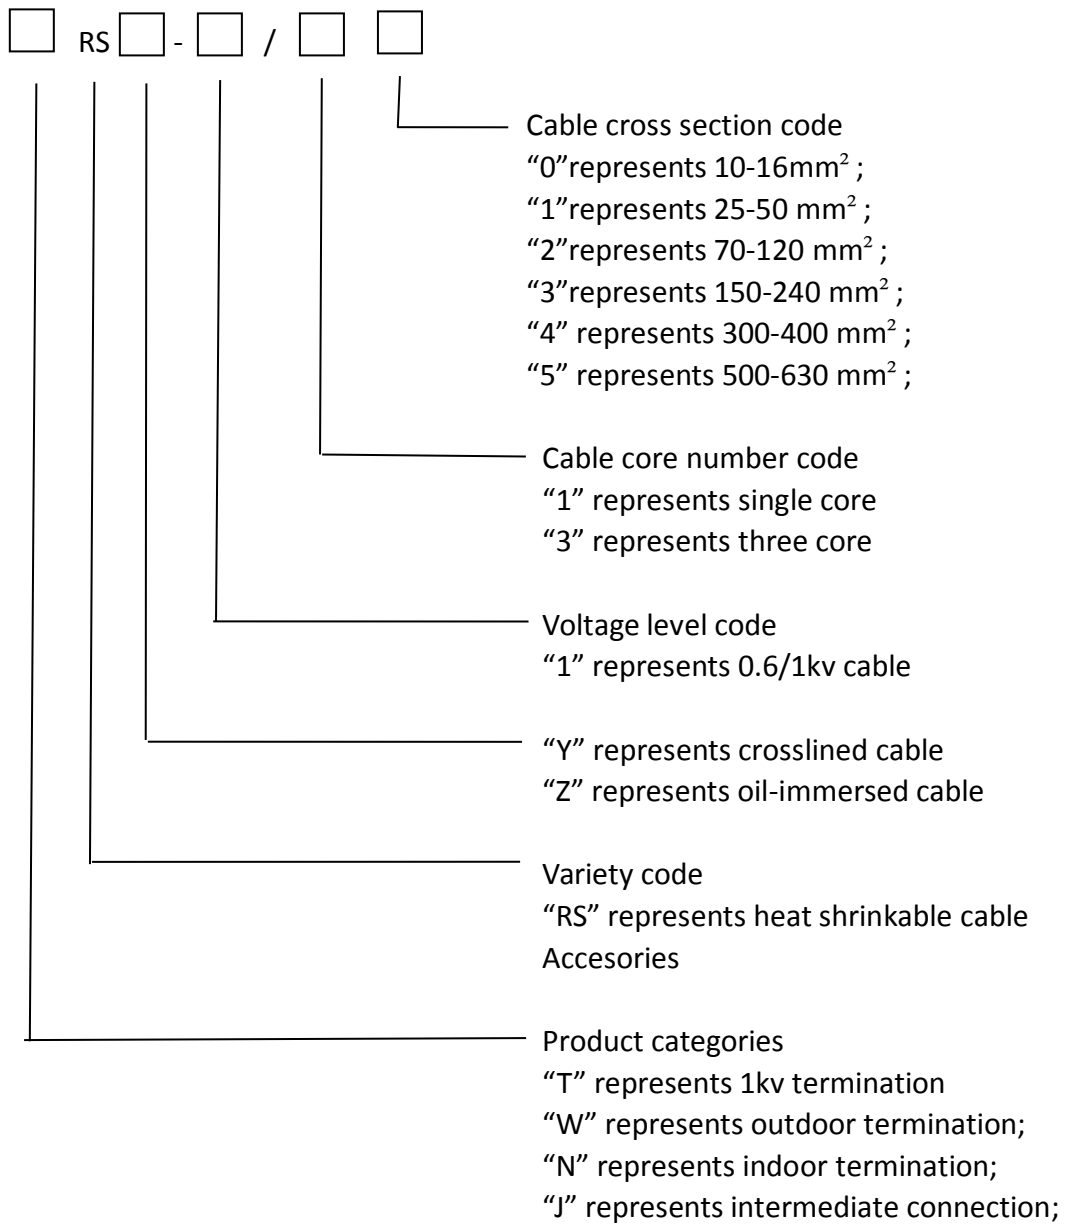 RS - /
Cable cross section code
“0”represents 10-16mm² ;
“1”represents 25-50 mm² ;
“2”represents 70-120 mm² ;
“3”represents 150-240 mm² ;
“4” represents 300-400 mm² ;
“5” represents 500-630 mm² ;
Cable core number code
“1” represents single core
“3” represents three core
Voltage level code
“1” represents 0.6/1kv cable
“Y” represents crosslined cable
“Z” represents oil-immersed cable
Variety code
“RS” represents heat shrinkable cable
Accesories
Product categories
“T” represents 1kv termination
“W” represents outdoor termination;
“N” represents indoor termination;
“J” represents intermediate connection;